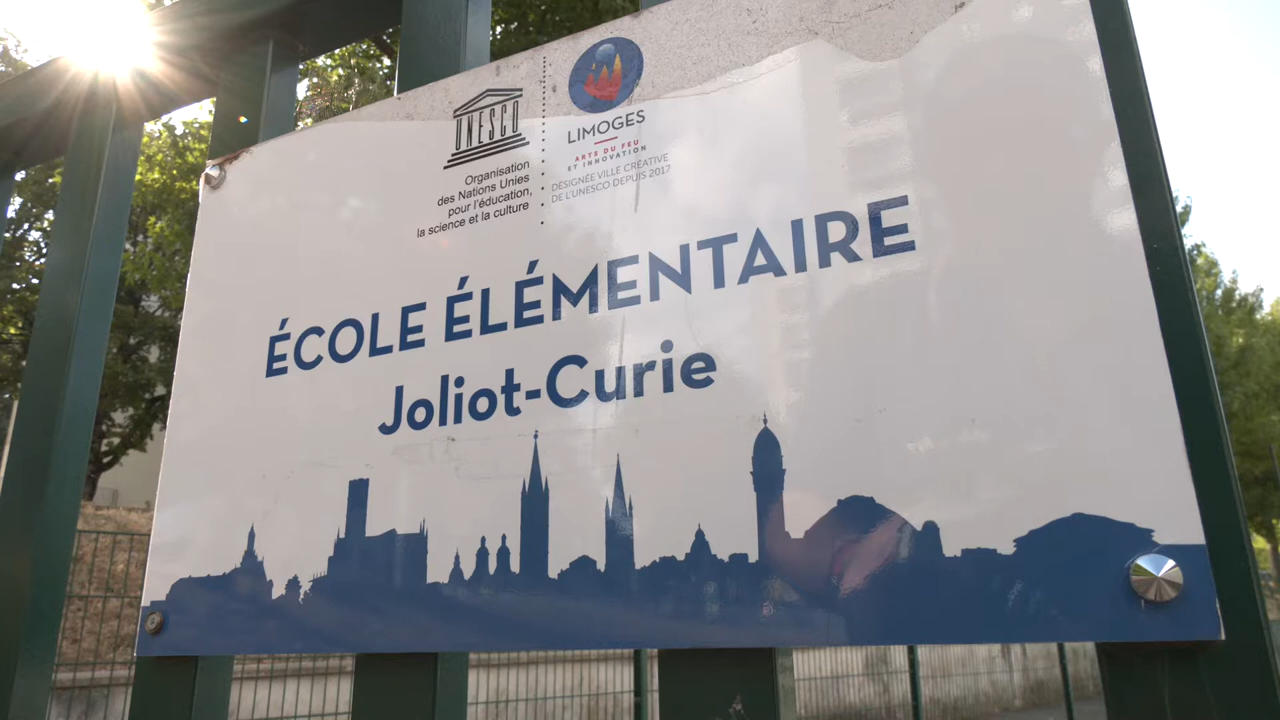 UNESCO
Organisation
des Nations Unies
pour l'éducation,
la science et la culture
LIMOGES
ARTS DU FEU
ET INNOVATION
DÉSIGNÉE VILLE CRÉATIVE
DE L'UNESCO DEPUIS 2017
ÉCOLE ÉLÉMENTAIRE
Joliot-Curie